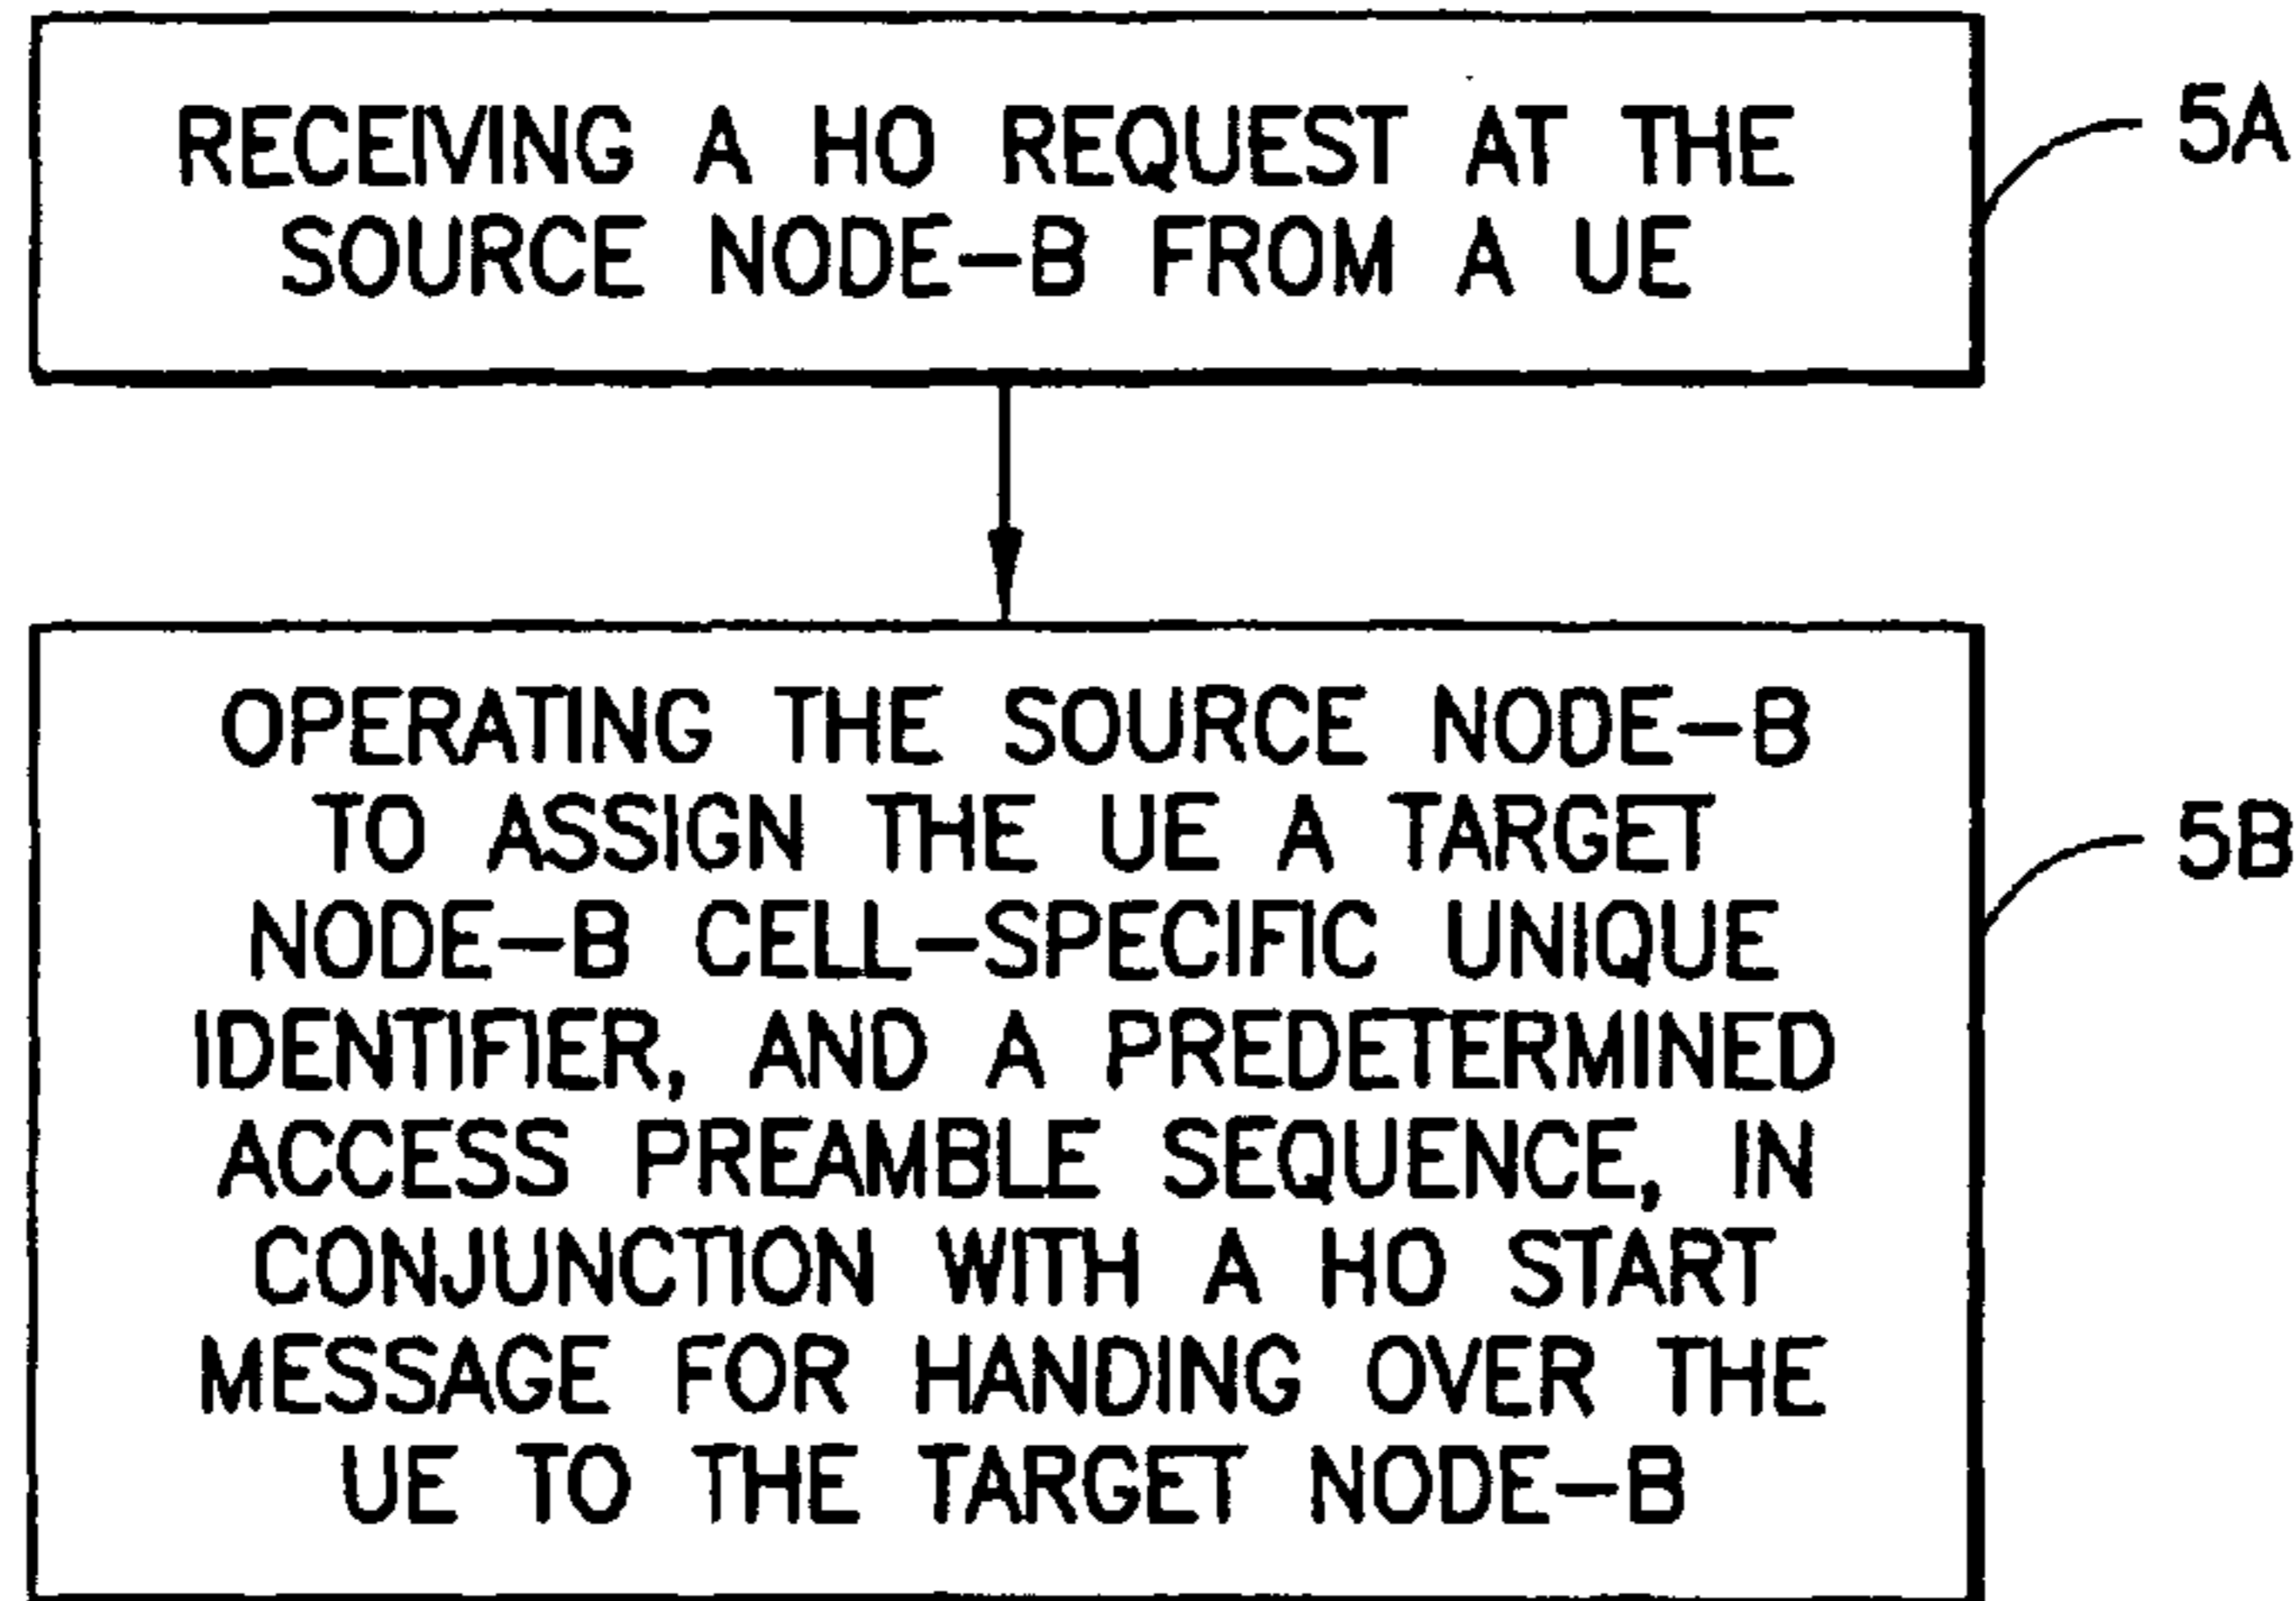 RECEIVING A HO REQUEST AT THE
SOURCE NODE-B FROM A UE
5A
OPERATING THE SOURCE NODE-B
TO ASSIGN THE UE A TARGET
NODE-B CELL-SPECIFIC UNIQUE
IDENTIFIER, AND A PREDETERMINED
ACCESS PREAMBLE SEQUENCE, IN
CONJUNCTION WITH A HO START
MESSAGE FOR HANDING OVER THE
UE TO THE TARGET NODE-B
5B